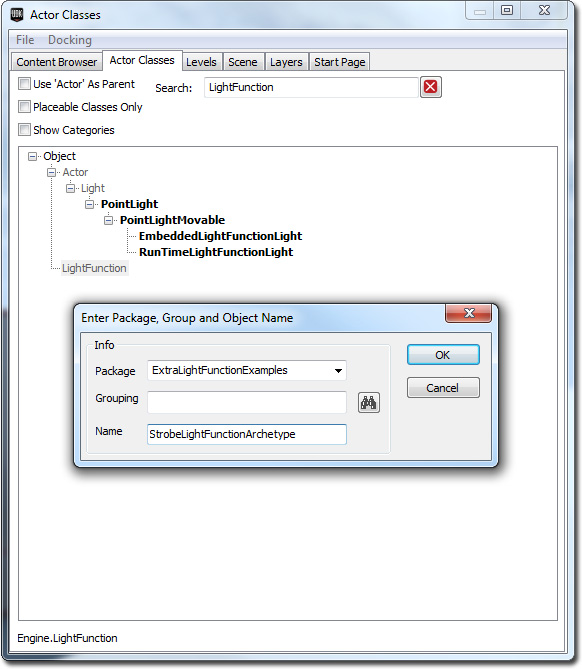 UDK Actor Classes
File Docking
Content Browser Actor Classes Levels Scene Layers Start Page
Use 'Actor' As Parent Search: LightFunction
Placeable Classes Only
Show Categories
Object
Actor
Light
PointLight
PointLightMovable
EmbeddedLightFunctionLight
RunTimeLightFunctionLight
LightFunction
Enter Package, Group and Object Name
Info
OK
Package ExtraLightFunctionExamples
Cancel
Grouping
Name StrobeLightFunctionArchetype
Engine.LightFunction